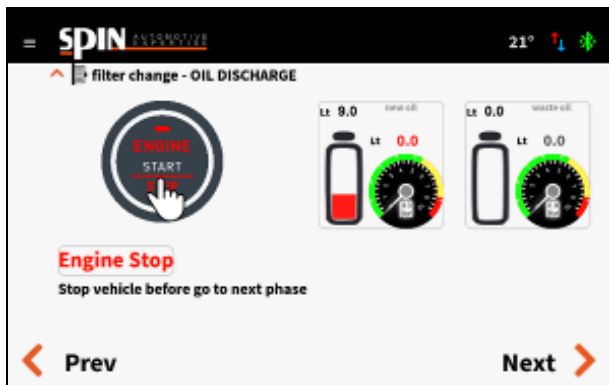 SPIN AUTOMOTIVE EXPERTISE
21°
filter change - OIL DISCHARGE
ENGINE
START
STOP
Lt 9.0 new oil
Lt 0.0
Lt 0.0 waste oil
Lt 0.0
Engine Stop
Stop vehicle before go to next phase
Prev
Next